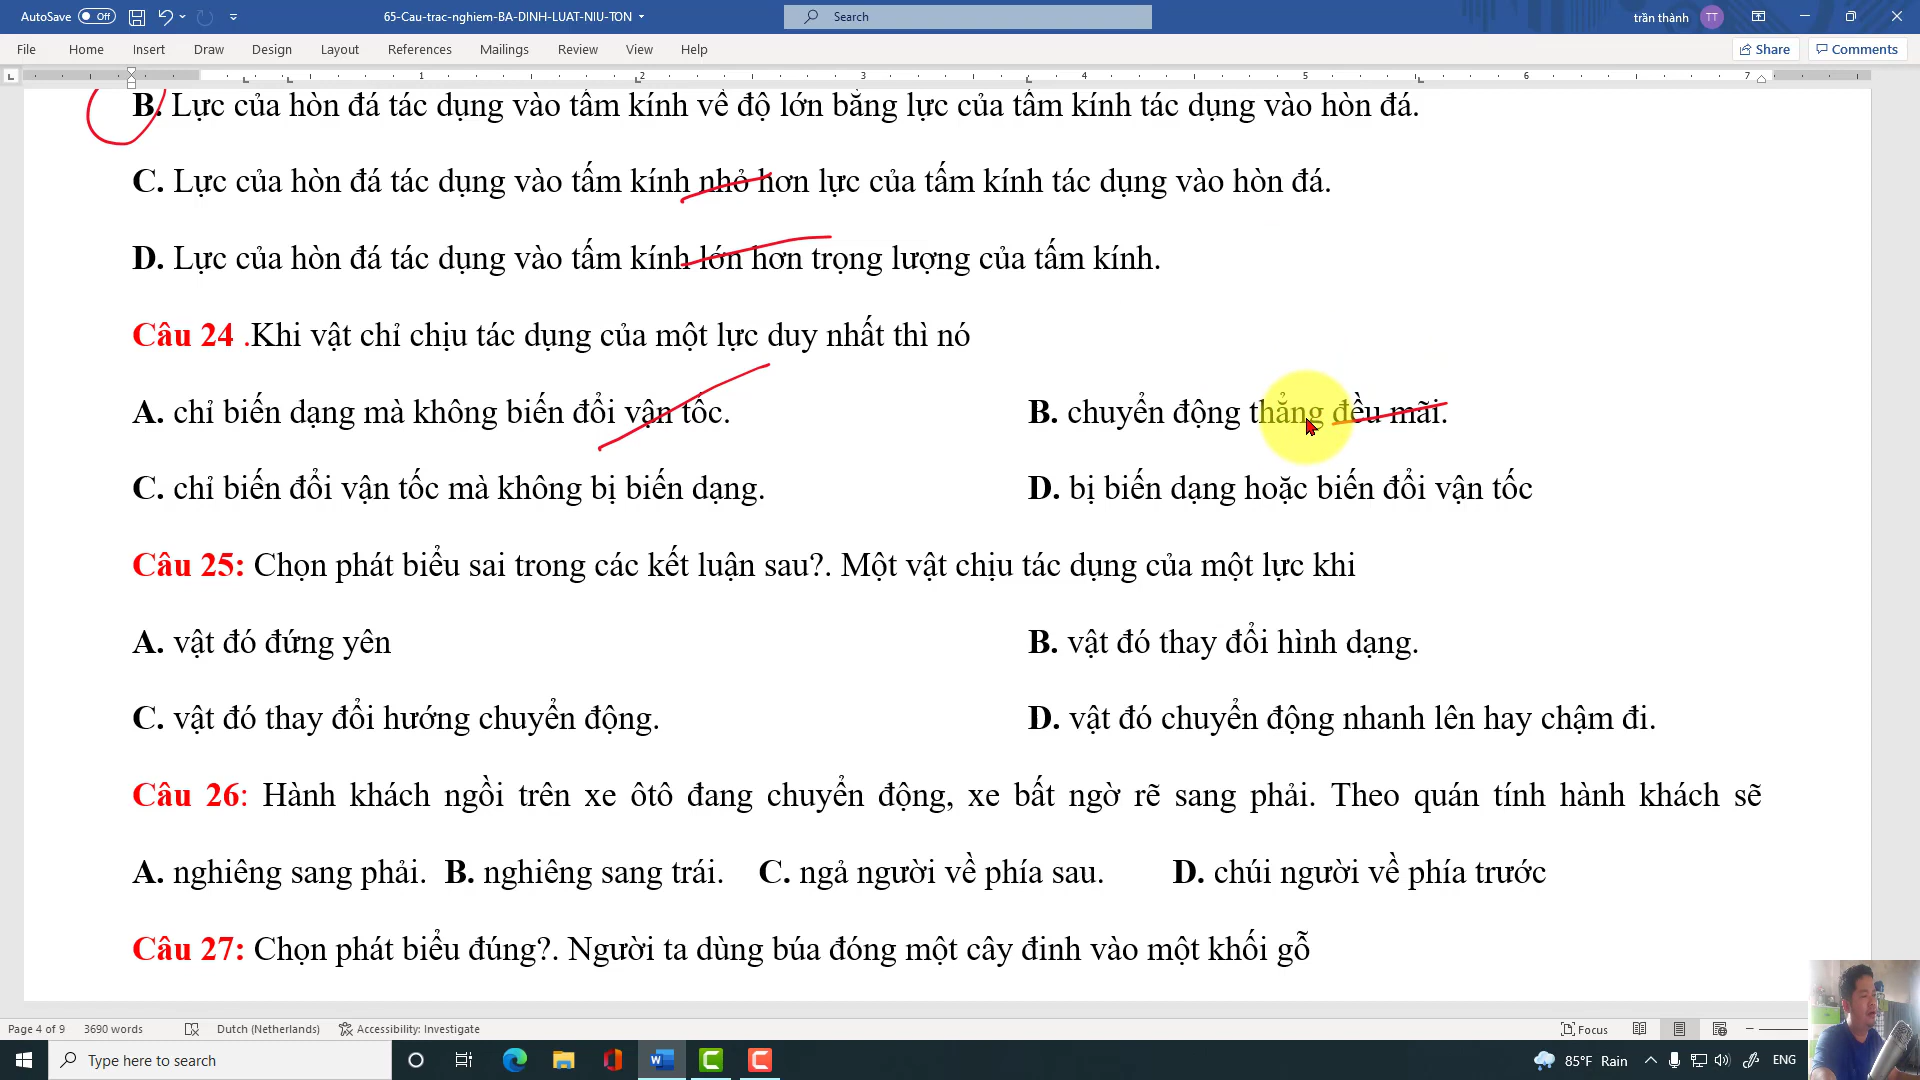 AutoSave Off 65-Cau-trac-nghiem-BA-DINH-LUAT-NIU-TON Search trần thành TT
File Home Insert Draw Design Layout References Mailings Review View Help Share Comments
1 2 3 4 5 6 7
B. Lực của hòn đá tác dụng vào tấm kính về độ lớn bằng lực của tấm kính tác dụng vào hòn đá.
C. Lực của hòn đá tác dụng vào tấm kính nhỏ hơn lực của tấm kính tác dụng vào hòn đá.
D. Lực của hòn đá tác dụng vào tấm kính lớn hơn trọng lượng của tấm kính.
Câu 24 .Khi vật chỉ chịu tác dụng của một lực duy nhất thì nó
A. chỉ biến dạng mà không biến đổi vận tốc. B. chuyển động thẳng đều mãi.
C. chỉ biến đổi vận tốc mà không bị biến dạng. D. bị biến dạng hoặc biến đổi vận tốc
Câu 25: Chọn phát biểu sai trong các kết luận sau?. Một vật chịu tác dụng của một lực khi
A. vật đó đứng yên B. vật đó thay đổi hình dạng.
C. vật đó thay đổi hướng chuyển động. D. vật đó chuyển động nhanh lên hay chậm đi.
Câu 26: Hành khách ngồi trên xe ôtô đang chuyển động, xe bất ngờ rẽ sang phải. Theo quán tính hành khách sẽ
A. nghiêng sang phải. B. nghiêng sang trái. C. ngả người về phía sau. D. chúi người về phía trước
Câu 27: Chọn phát biểu đúng?. Người ta dùng búa đóng một cây đinh vào một khối gỗ
Page 4 of 9 3690 words Dutch (Netherlands) Accessibility: Investigate Focus
Type here to search 85°F Rain ENG